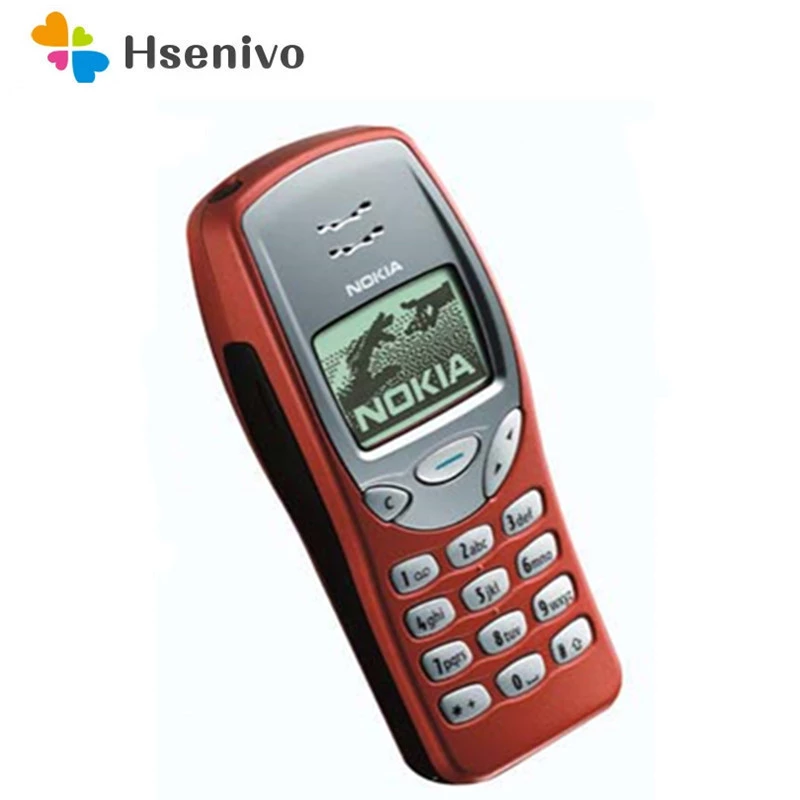 Hsenivo
NOKIA
NOKIA
C
1
2abc
3def
4ghi
5jkl
6mno
7pqrs
8tuv
9wxyz
* +
0
#